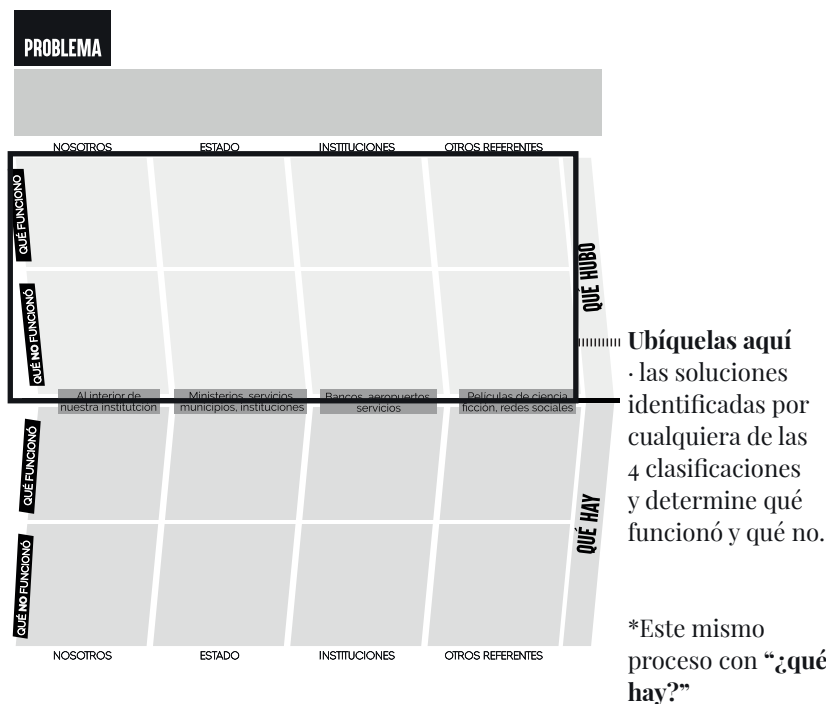 PROBLEMA
NOSOTROS ESTADO INSTITUCIONES OTROS REFERENTES
QUÉ FUNCIONO
QUÉ NO FUNCIONÓ
QUÉ HUBO
Al interior de
nuestra institutción
Ministerios, servicios
municipios, instituciones
Bancos, aeropuertos
servicios
Películas de ciencia
ficción, redes sociales
QUÉ FUNCIONÓ
QUÉ NO FUNCIONÓ
QUÉ HAY
NOSOTROS ESTADO INSTITUCIONES OTROS REFERENTES
Ubíquelas aquí
· las soluciones
identificadas por
cualquiera de las
4 clasificaciones
y determine qué
funcionó y qué no.
*Este mismo
proceso con “¿qué
hay?”